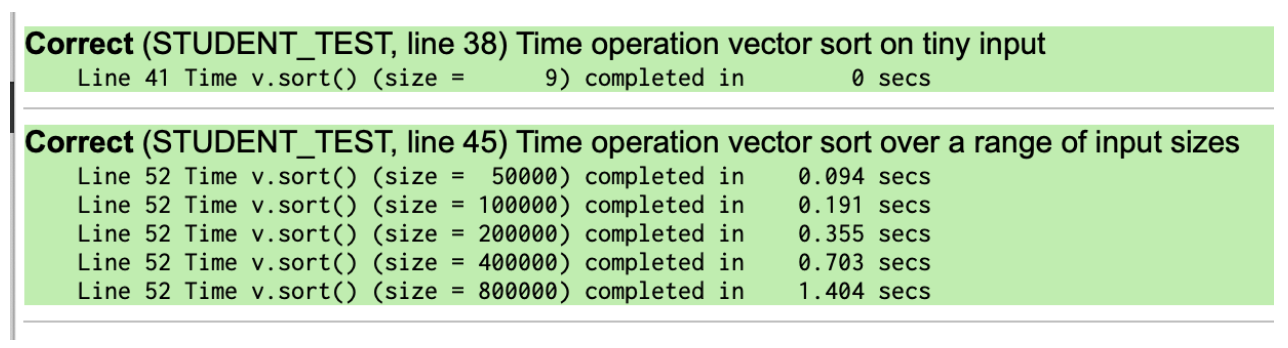 Correct (STUDENT_TEST, line 38) Time operation vector sort on tiny input
Line 41 Time v.sort() (size =      9) completed in        0 secs
Correct (STUDENT_TEST, line 45) Time operation vector sort over a range of input sizes
Line 52 Time v.sort() (size =  50000) completed in    0.094 secs
Line 52 Time v.sort() (size = 100000) completed in    0.191 secs
Line 52 Time v.sort() (size = 200000) completed in    0.355 secs
Line 52 Time v.sort() (size = 400000) completed in    0.703 secs
Line 52 Time v.sort() (size = 800000) completed in    1.404 secs